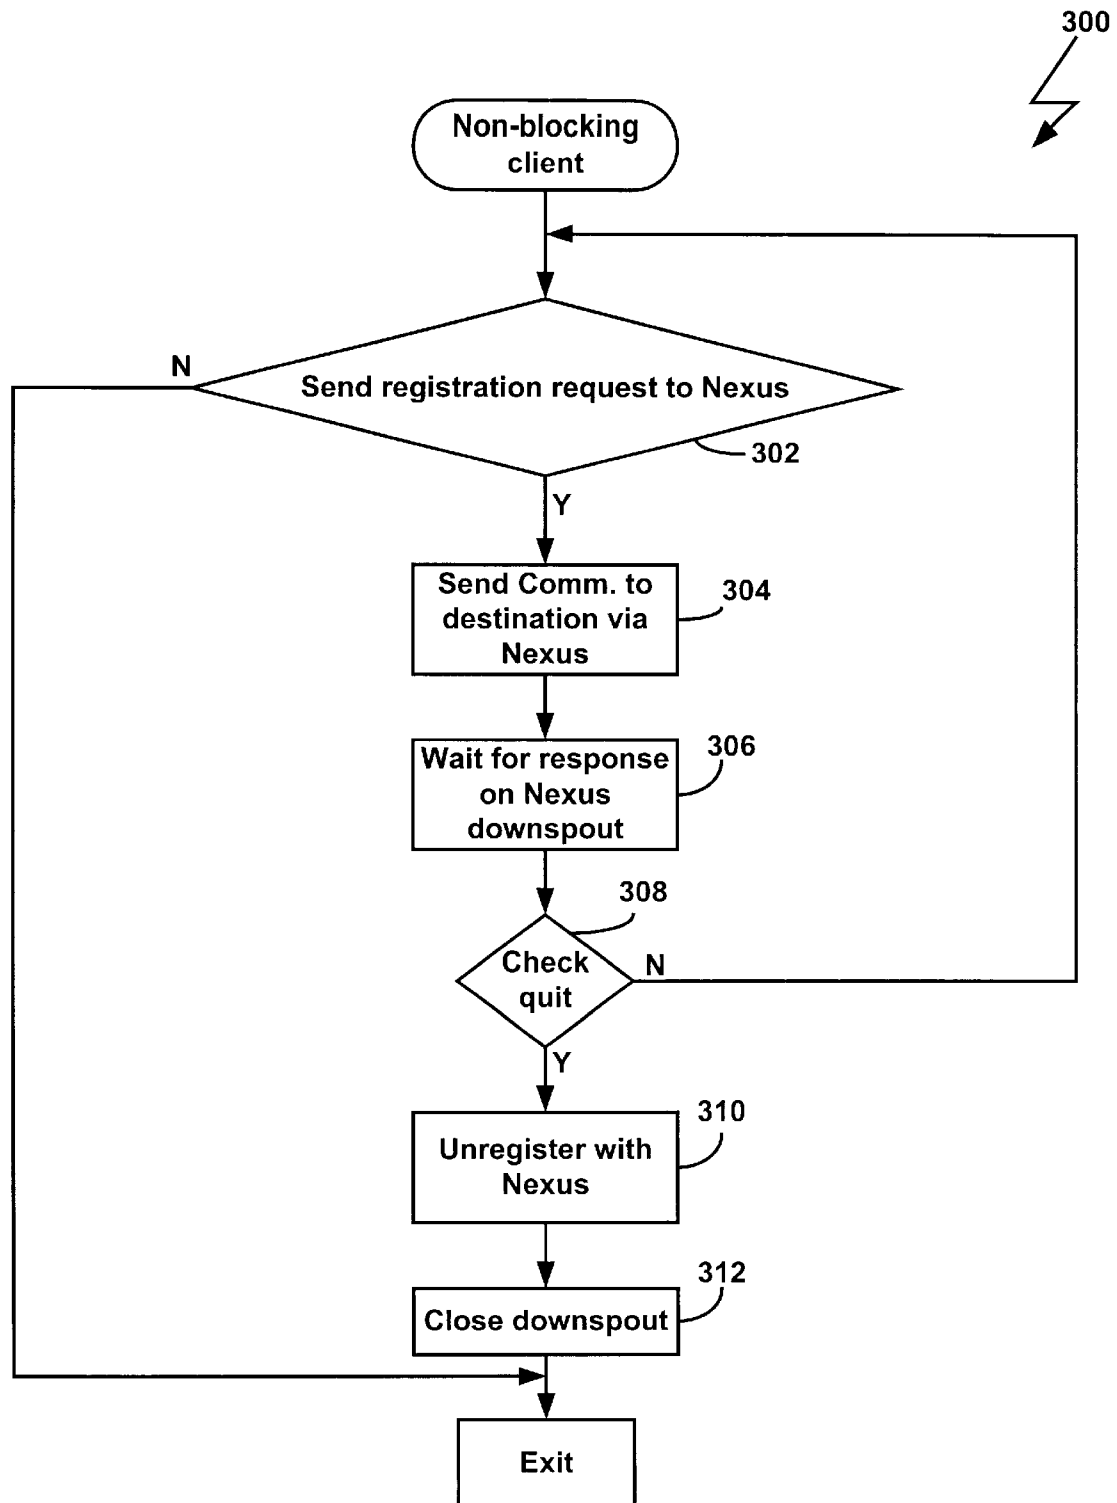 300
Non-blocking
client
N
Send registration request to Nexus
302
Y
Send Comm. to
destination via
Nexus
304
Wait for response
on Nexus
downspout
306
308
Check
quit
N
Y
310
Unregister with
Nexus
312
Close downspout
Exit